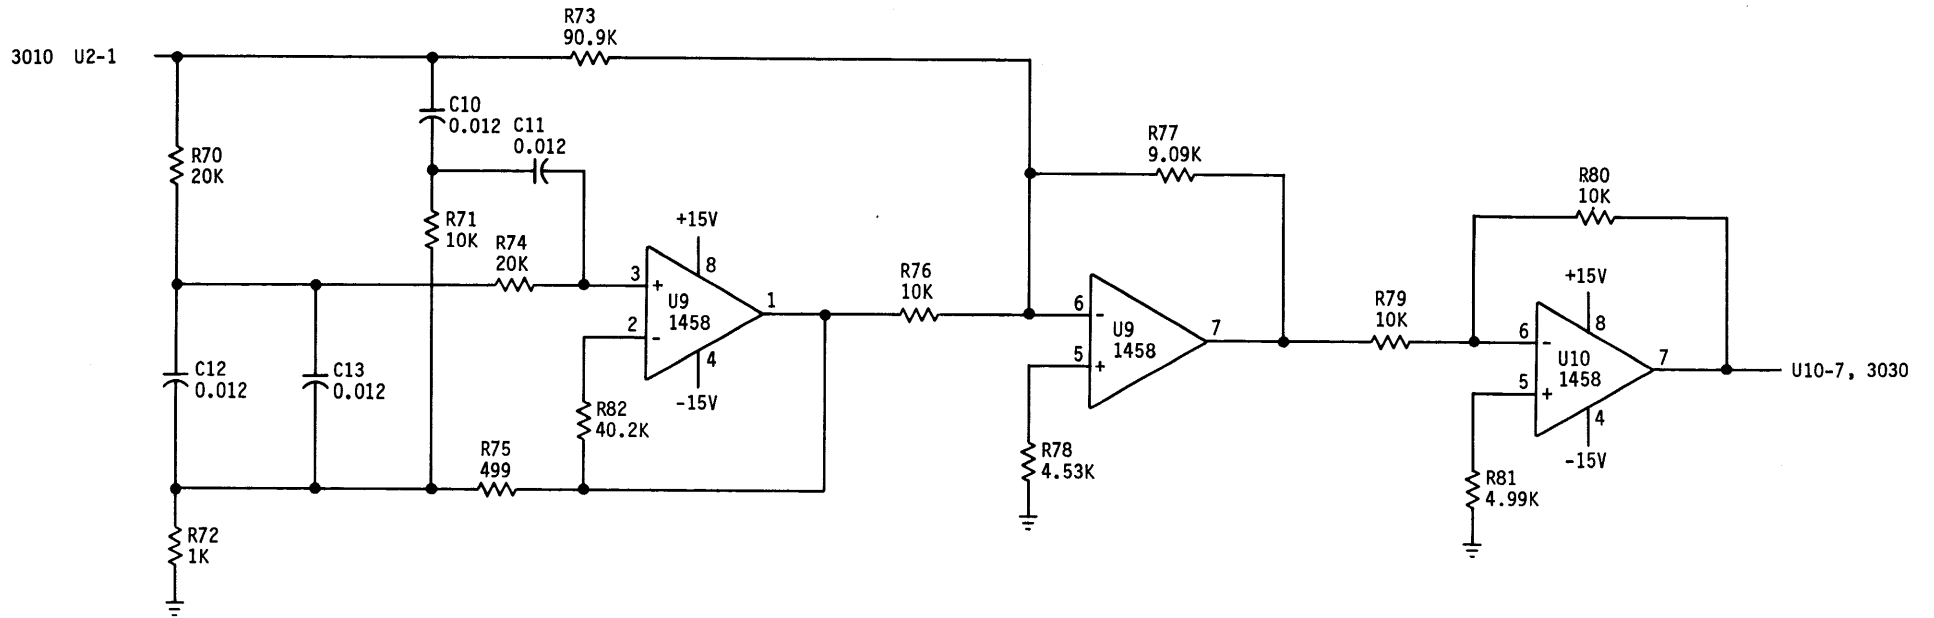 R73
90.9K
3010 U2-1
C10
0.012
C11
0.012
R77
9.09K
R70
20K
R80
10K
R71
10K
R74
20K
+15V
8
3
+
U9
1458
1
2
-
4
-15V
R76
10K
6
-
U9
1458
7
5
+
R79
10K
+15V
8
6
-
U10
1458
7
5
+
4
-15V
U10-7, 3030
C12
0.012
C13
0.012
R82
40.2K
R75
499
R78
4.53K
R81
4.99K
R72
1K